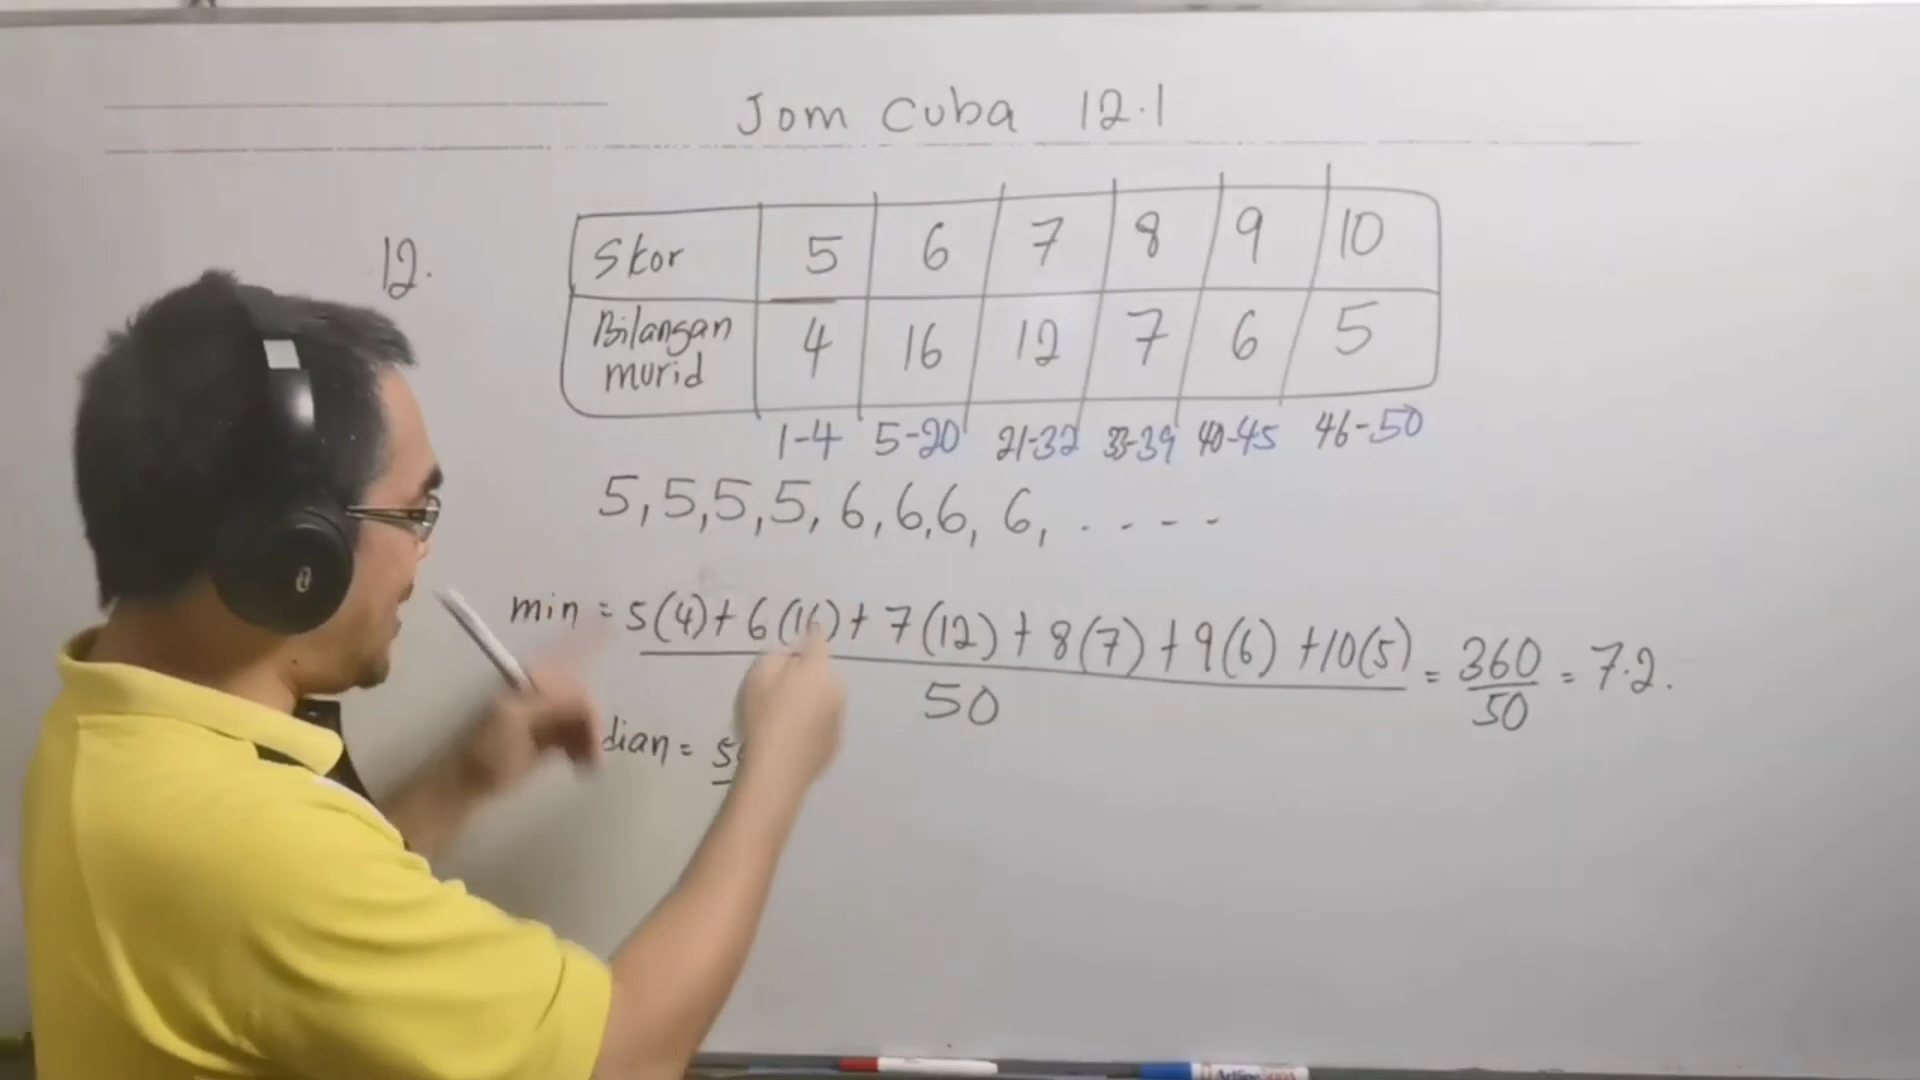 Jom Cuba 12.1
12.
Skor 5 6 7 8 9 10
Bilangan murid 4 16 12 7 6 5
1-4 5-20 21-32 33-39 40-45 46-50
5, 5, 5, 5, 6, 6, 6, 6, ....
min = 5(4) + 6(16) + 7(12) + 8(7) + 9(6) + 10(5) = 360 = 7.2.
50 50
dian =